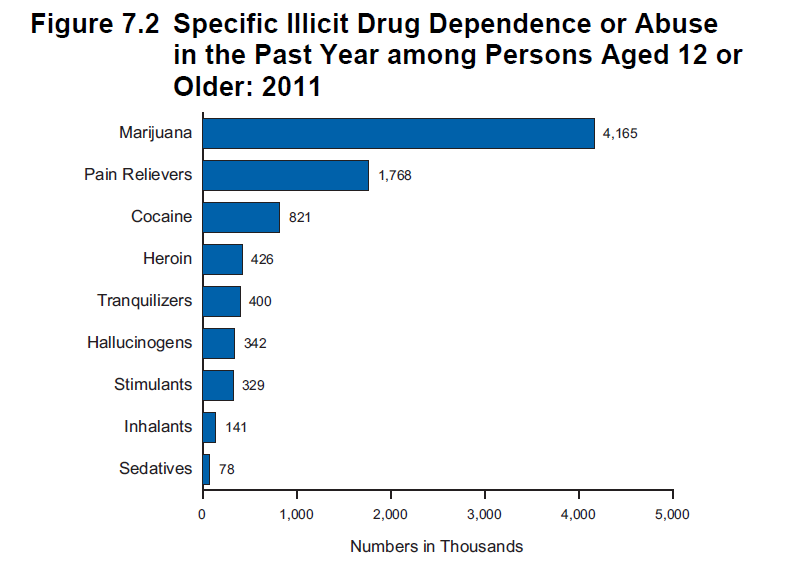 Figure 7.2 Specific Illicit Drug Dependence or Abuse
in the Past Year among Persons Aged 12 or
Older: 2011
Marijuana 4,165
Pain Relievers 1,768
Cocaine 821
Heroin 426
Tranquilizers 400
Hallucinogens 342
Stimulants 329
Inhalants 141
Sedatives 78
0 1,000 2,000 3,000 4,000 5,000
Numbers in Thousands